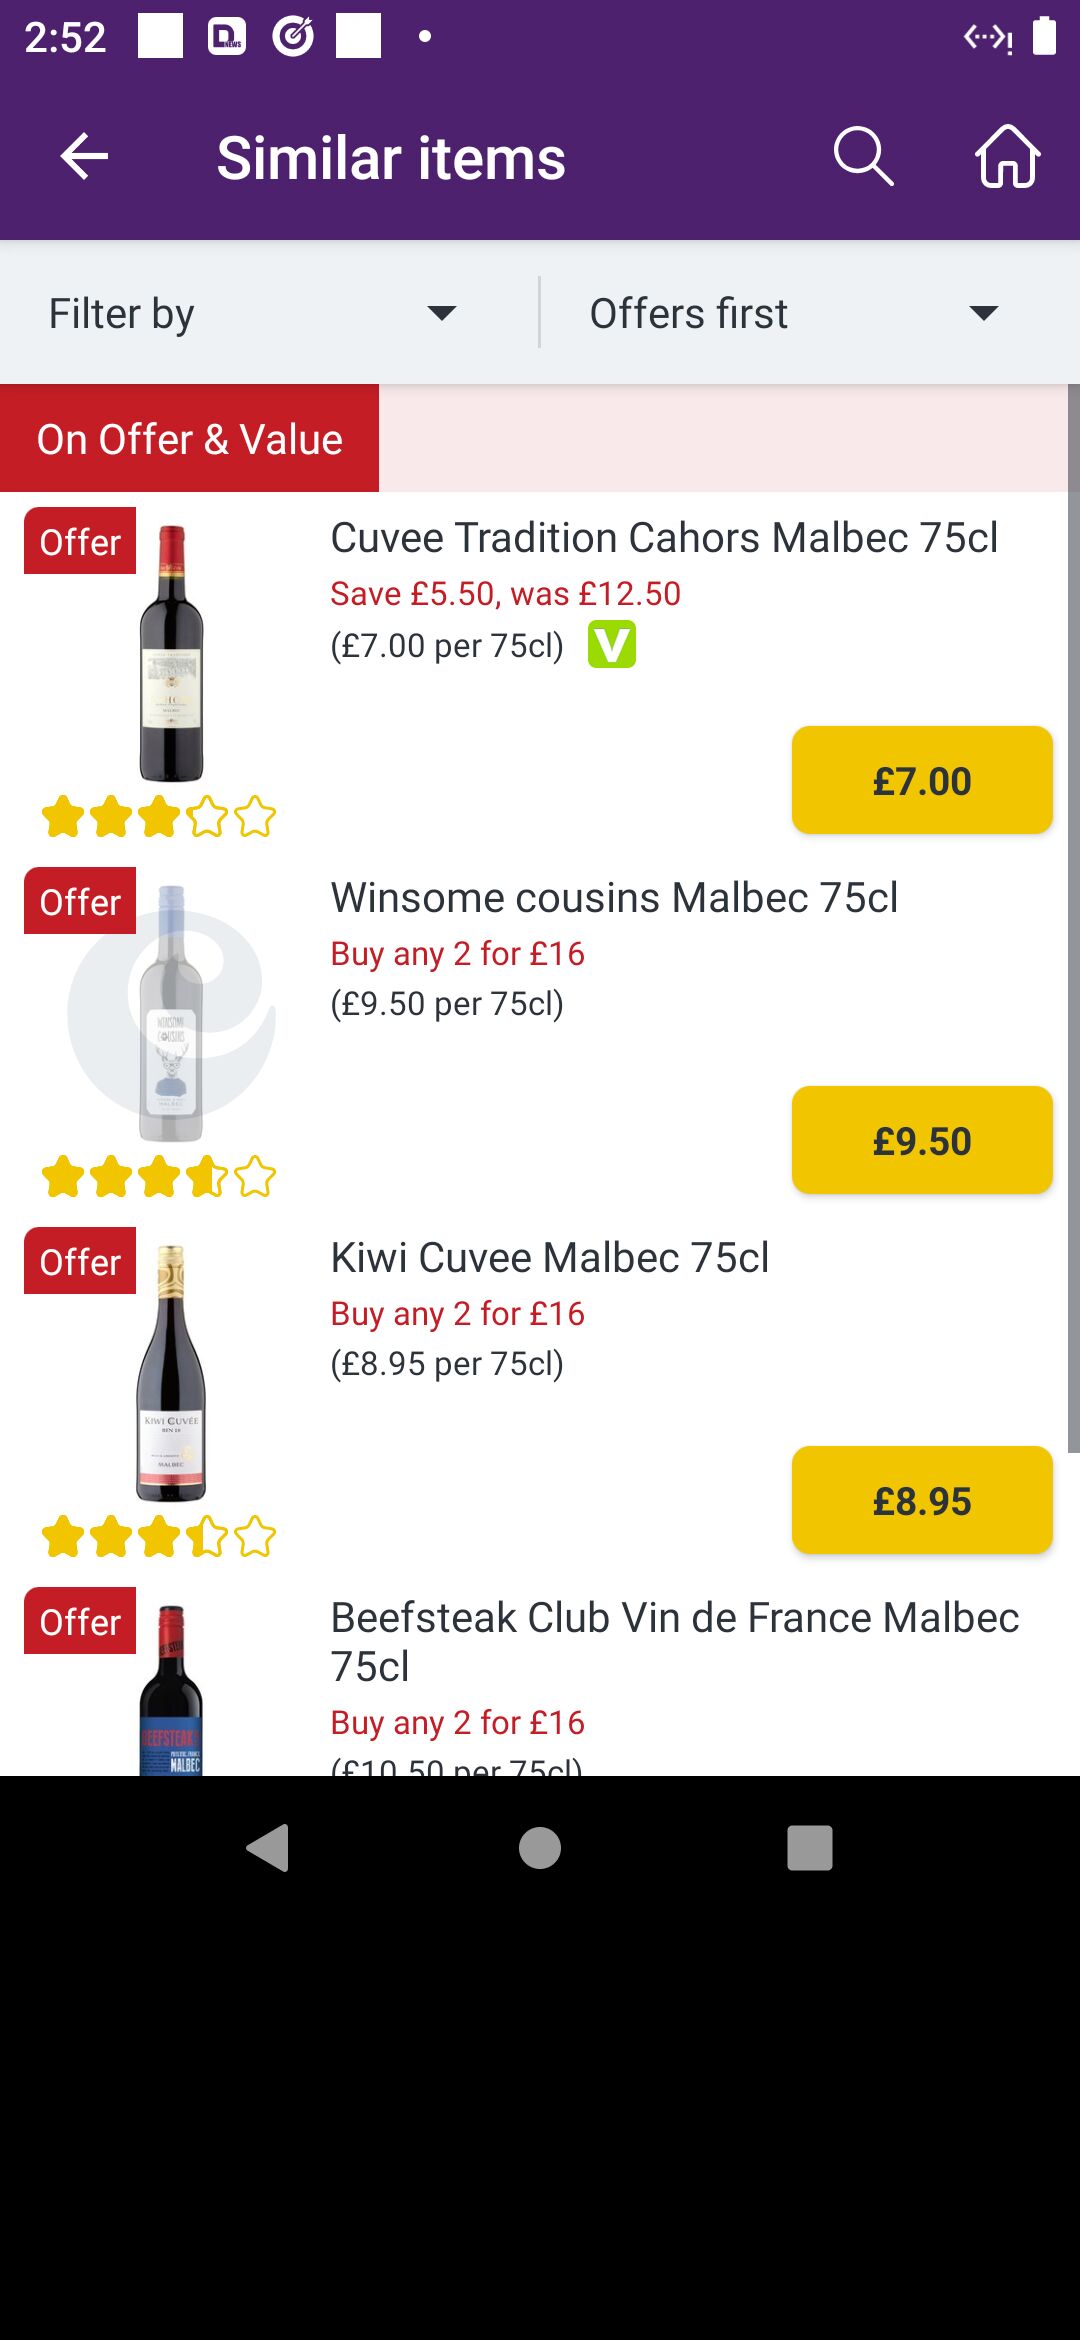 2:52
Similar items
Filter by
Offers first
On Offer & Value
Offer
Cuvee Tradition Cahors Malbec 75cl
Save £5.50, was £12.50
(£7.00 per 75cl)
V
£7.00
Offer
Winsome cousins Malbec 75cl
Buy any 2 for £16
(£9.50 per 75cl)
WINSOME
COUSINS
MALBEC
£9.50
Offer
Kiwi Cuvee Malbec 75cl
Buy any 2 for £16
(£8.95 per 75cl)
KIWI CUVÉE
BIN 18
MALBEC
£8.95
Offer
Beefsteak Club Vin de France Malbec
75cl
Buy any 2 for £16
(£10.50 per 75cl)
BEEFSTEAK
MALBEC